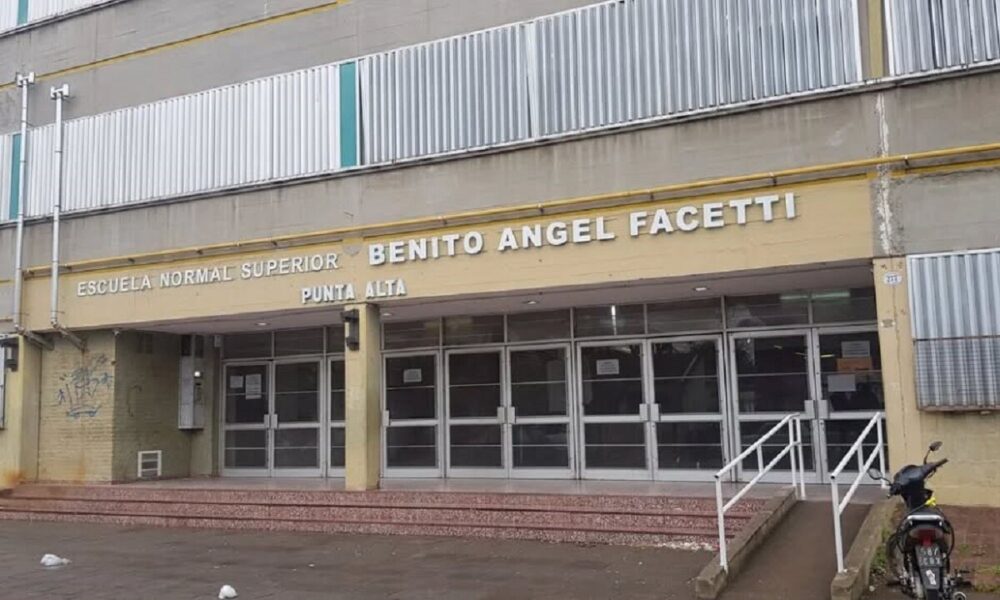 ESCUELA NORMAL SUPERIOR BENITO ANGEL FACETTI
PUNTA ALTA